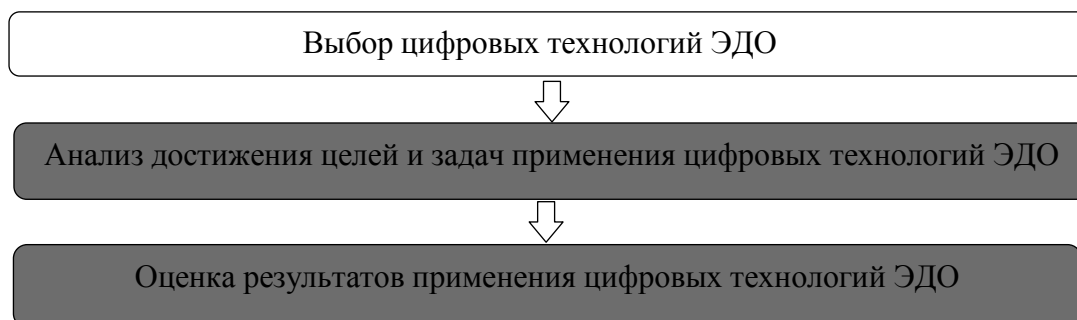 Выбор цифровых технологий ЭДО
Анализ достижения целей и задач применения цифровых технологий ЭДО
Оценка результатов применения цифровых технологий ЭДО